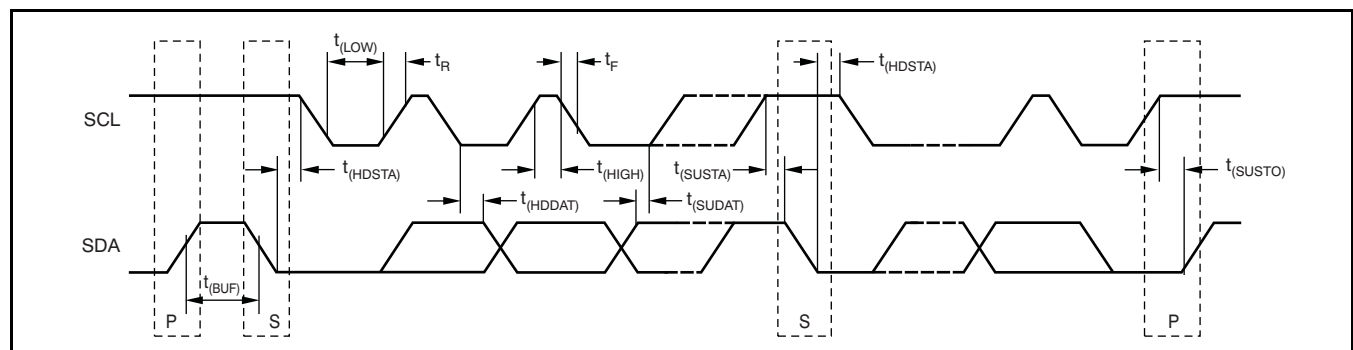 t(LOW)
tR
tF
t(HDSTA)
SCL
t(HDSTA)
t(HIGH)
t(SUSTA)
t(SUSTO)
t(HDDAT)
t(SUDAT)
SDA
t(BUF)
P
S
S
P